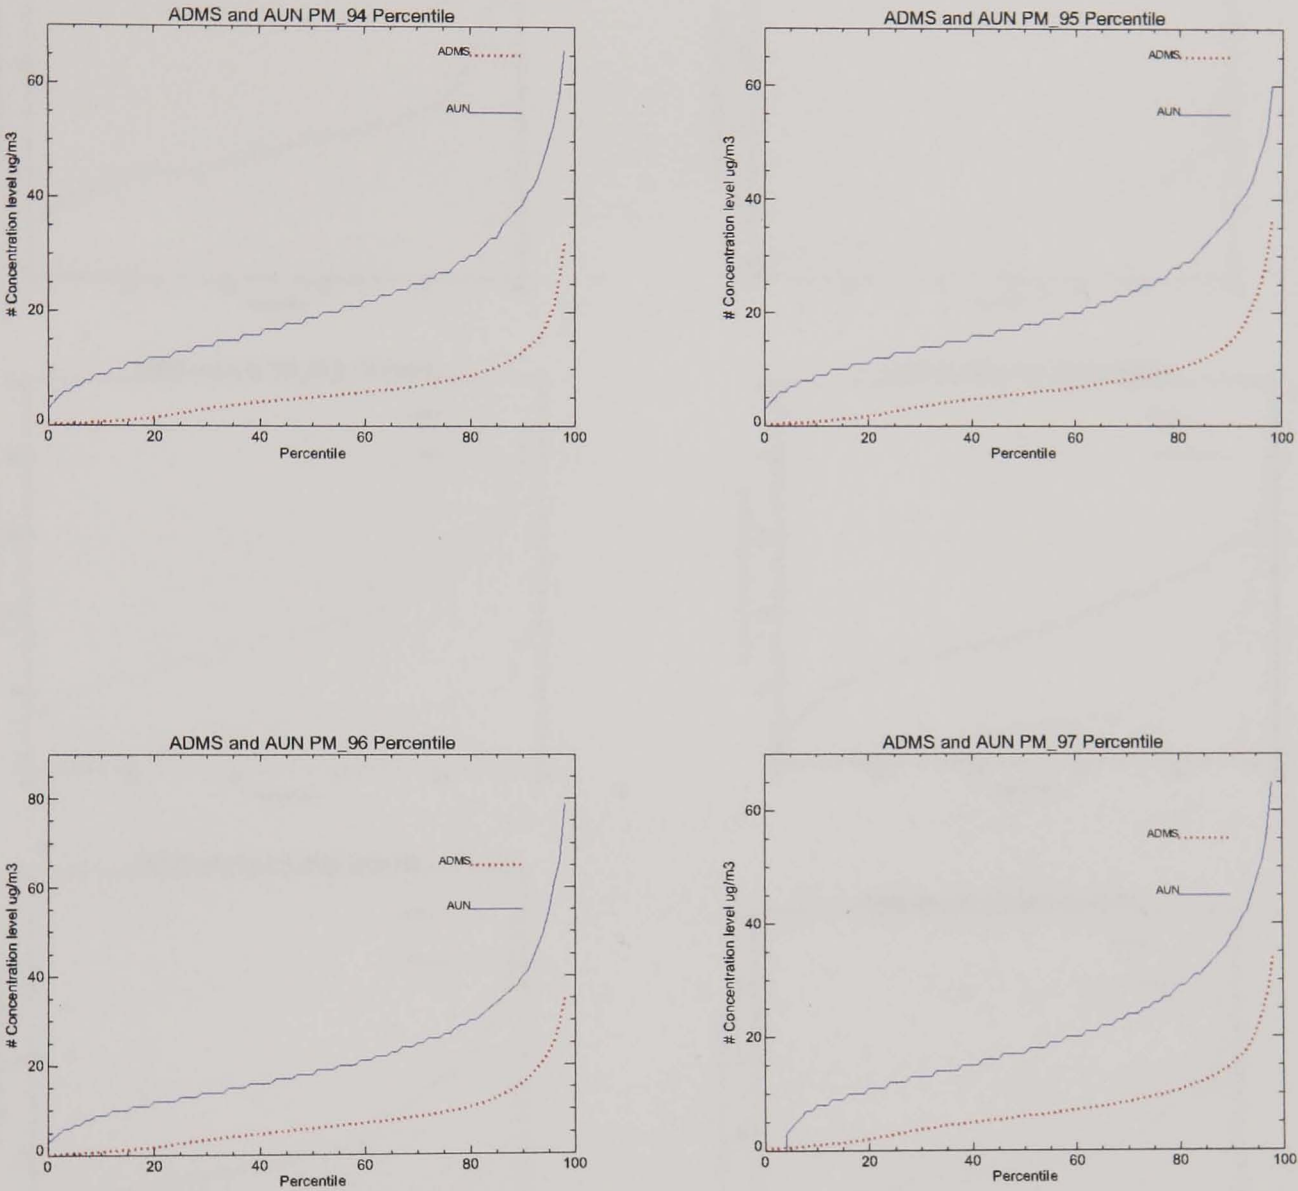 ADMS and AUN PM_94 Percentile
ADMS
AUN
# Concentration level ug/m3
60
40
20
0
0 20 40 60 80 100
Percentile
ADMS and AUN PM_95 Percentile
ADMS
AUN
# Concentration level ug/m3
60
40
20
0
0 20 40 60 80 100
Percentile
ADMS and AUN PM_96 Percentile
ADMS
AUN
# Concentration level ug/m3
80
60
40
20
0
0 20 40 60 80 100
Percentile
ADMS and AUN PM_97 Percentile
ADMS
AUN
# Concentration level ug/m3
60
40
20
0
0 20 40 60 80 100
Percentile